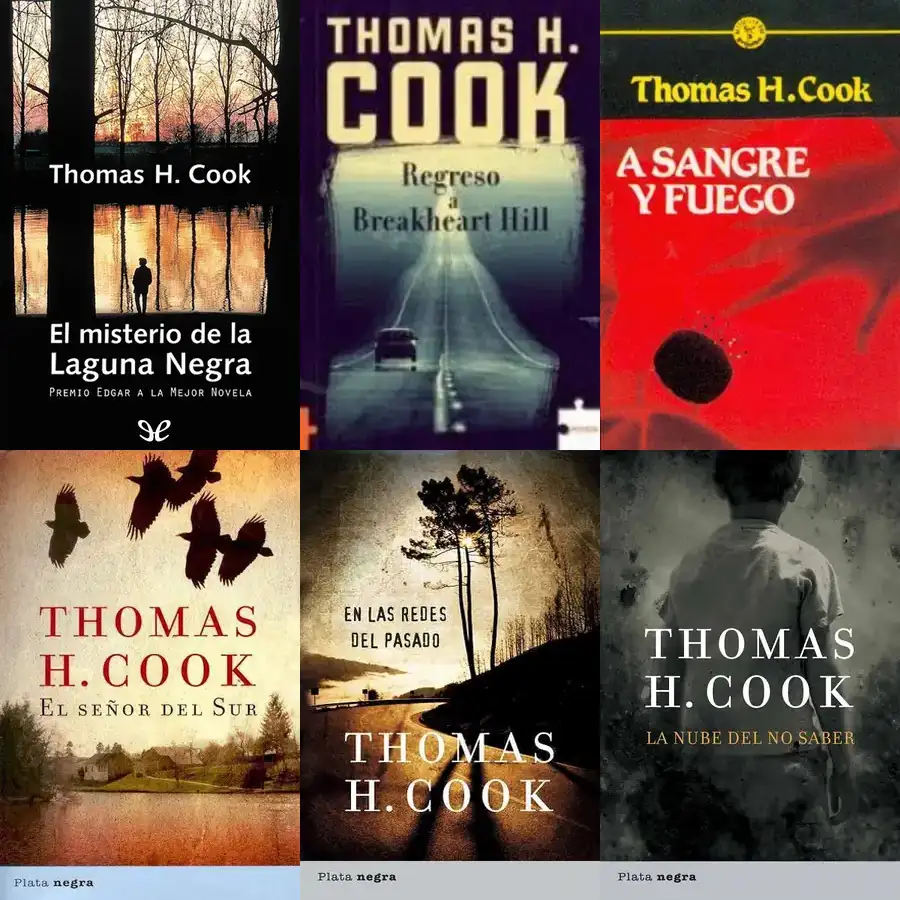 Thomas H. Cook
El misterio de la
Laguna Negra
Premio Edgar a la Mejor Novela
THOMAS H.
COOK
Regreso
a
Breakheart Hill
Thomas H. Cook
A SANGRE
Y FUEGO
THOMAS
H. COOK
El señor del Sur
Plata negra
EN LAS REDES
DEL PASADO
THOMAS
H. COOK
Plata negra
THOMAS
H. COOK
LA NUBE DEL NO SABER
Plata negra